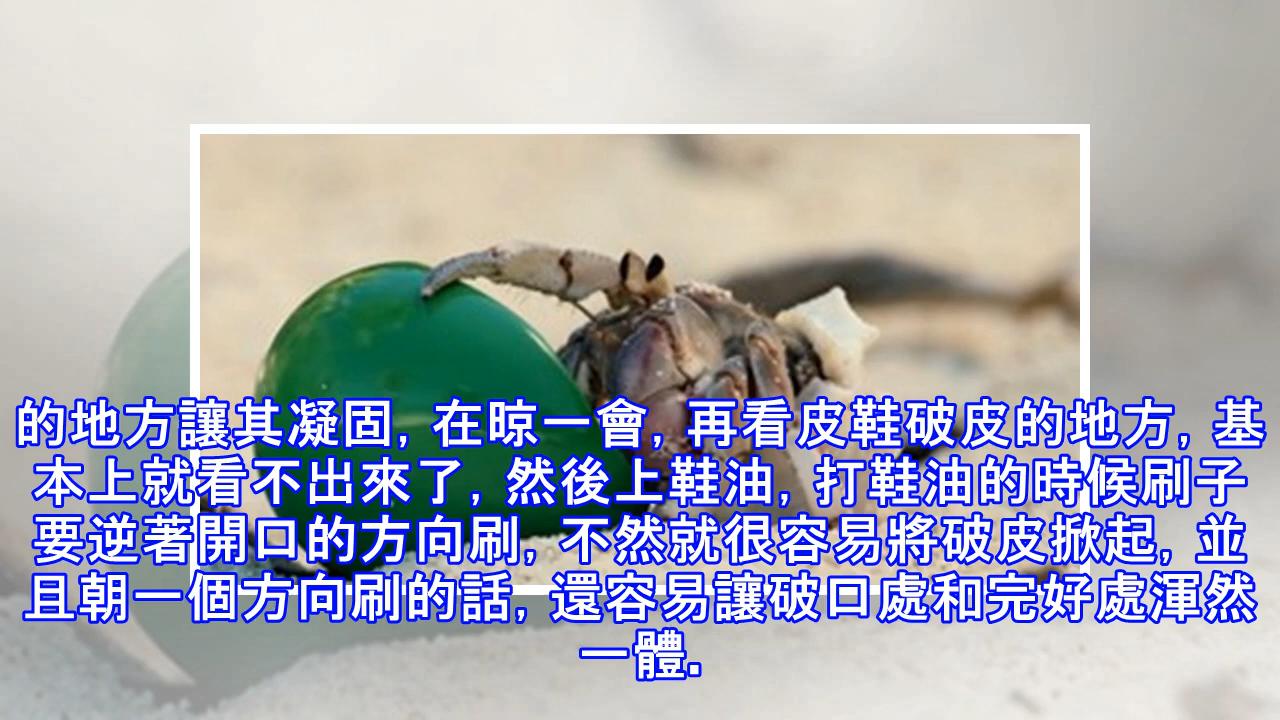 的地方讓其凝固, 在晾一會, 再看皮鞋破皮的地方, 基
本上就看不出來了, 然後上鞋油, 打鞋油的時候刷子
要逆著開口的方向刷, 不然就很容易將破皮掀起, 並
且朝一個方向刷的話, 還容易讓破口處和完好處渾然
一體.